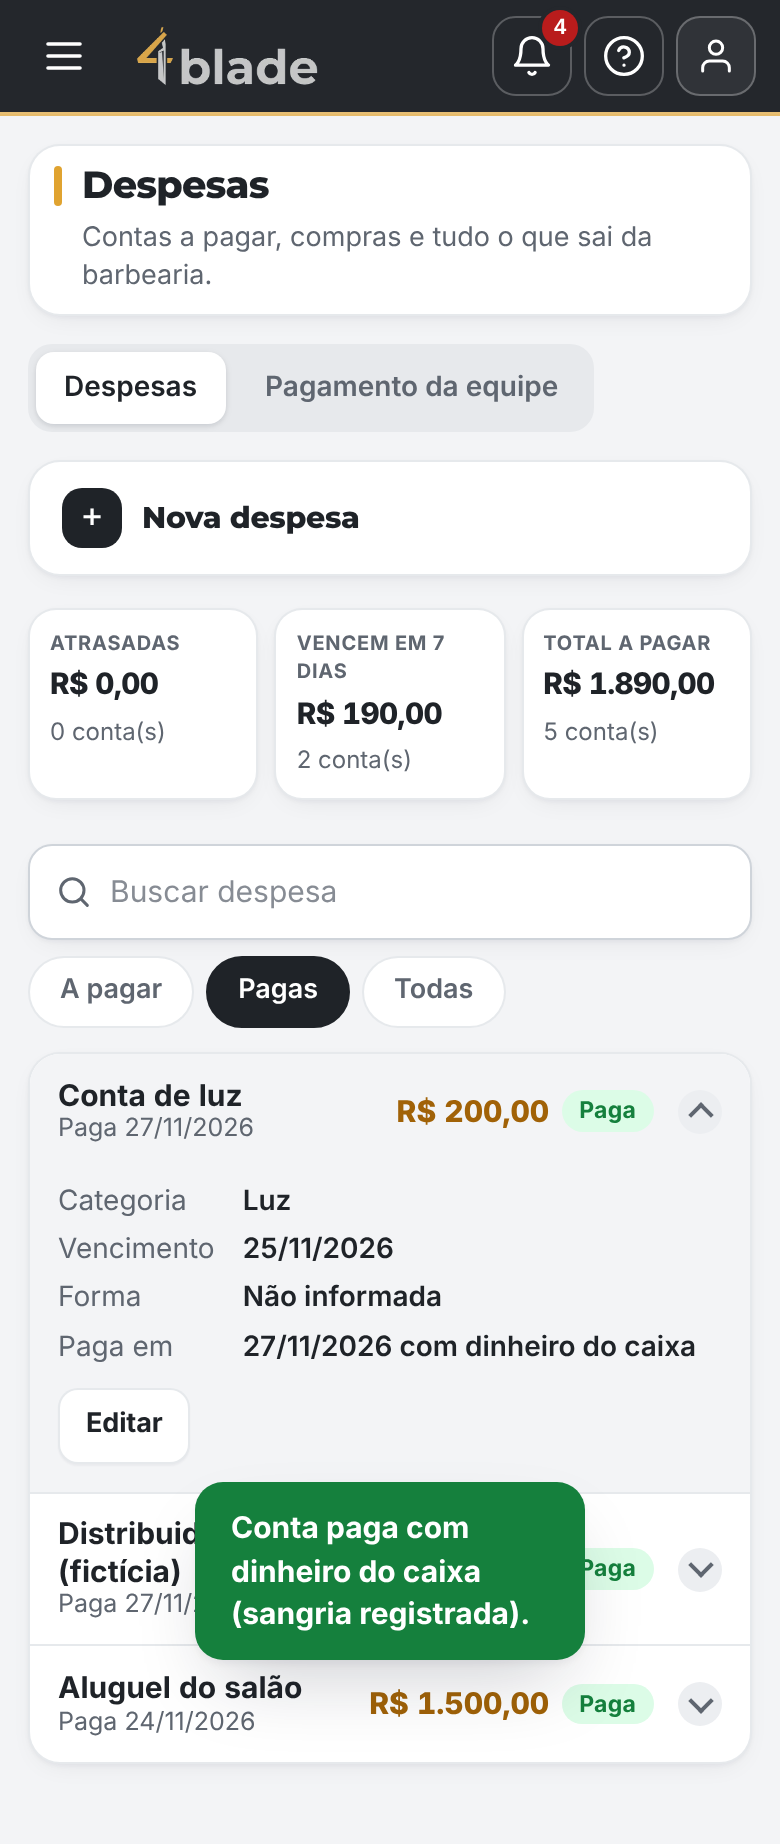 4blade
4
Despesas
Contas a pagar, compras e tudo o que sai da
barbearia.
Despesas
Pagamento da equipe
+ Nova despesa
ATRASADAS
R$ 0,00
0 conta(s)
VENCEM EM 7
DIAS
R$ 190,00
2 conta(s)
TOTAL A PAGAR
R$ 1.890,00
5 conta(s)
Buscar despesa
A pagar
Pagas
Todas
Conta de luz
Paga 27/11/2026
R$ 200,00
Paga
Categoria Luz
Vencimento 25/11/2026
Forma Não informada
Paga em 27/11/2026 com dinheiro do caixa
Editar
(fictícia)
Paga
Paga
Conta paga com
dinheiro do caixa
(sangria registrada).
Aluguel do salão
Paga 24/11/2026
R$ 1.500,00
Paga